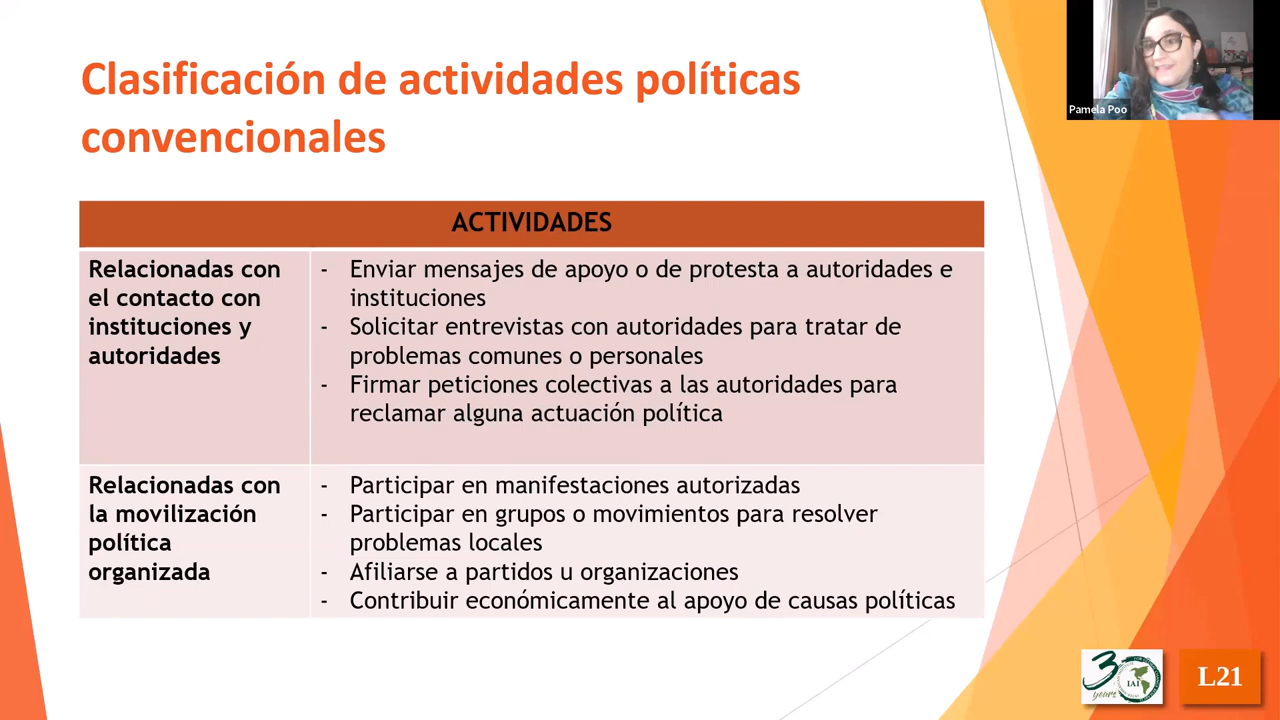 Clasificación de actividades políticas
convencionales
Pamela Poo
ACTIVIDADES
Relacionadas con
el contacto con
instituciones y
autoridades
- Enviar mensajes de apoyo o de protesta a autoridades e
instituciones
- Solicitar entrevistas con autoridades para tratar de
problemas comunes o personales
- Firmar peticiones colectivas a las autoridades para
reclamar alguna actuación política
Relacionadas con
la movilización
política
organizada
- Participar en manifestaciones autorizadas
- Participar en grupos o movimientos para resolver
problemas locales
- Afiliarse a partidos u organizaciones
- Contribuir económicamente al apoyo de causas políticas
30
years
IAI
L21